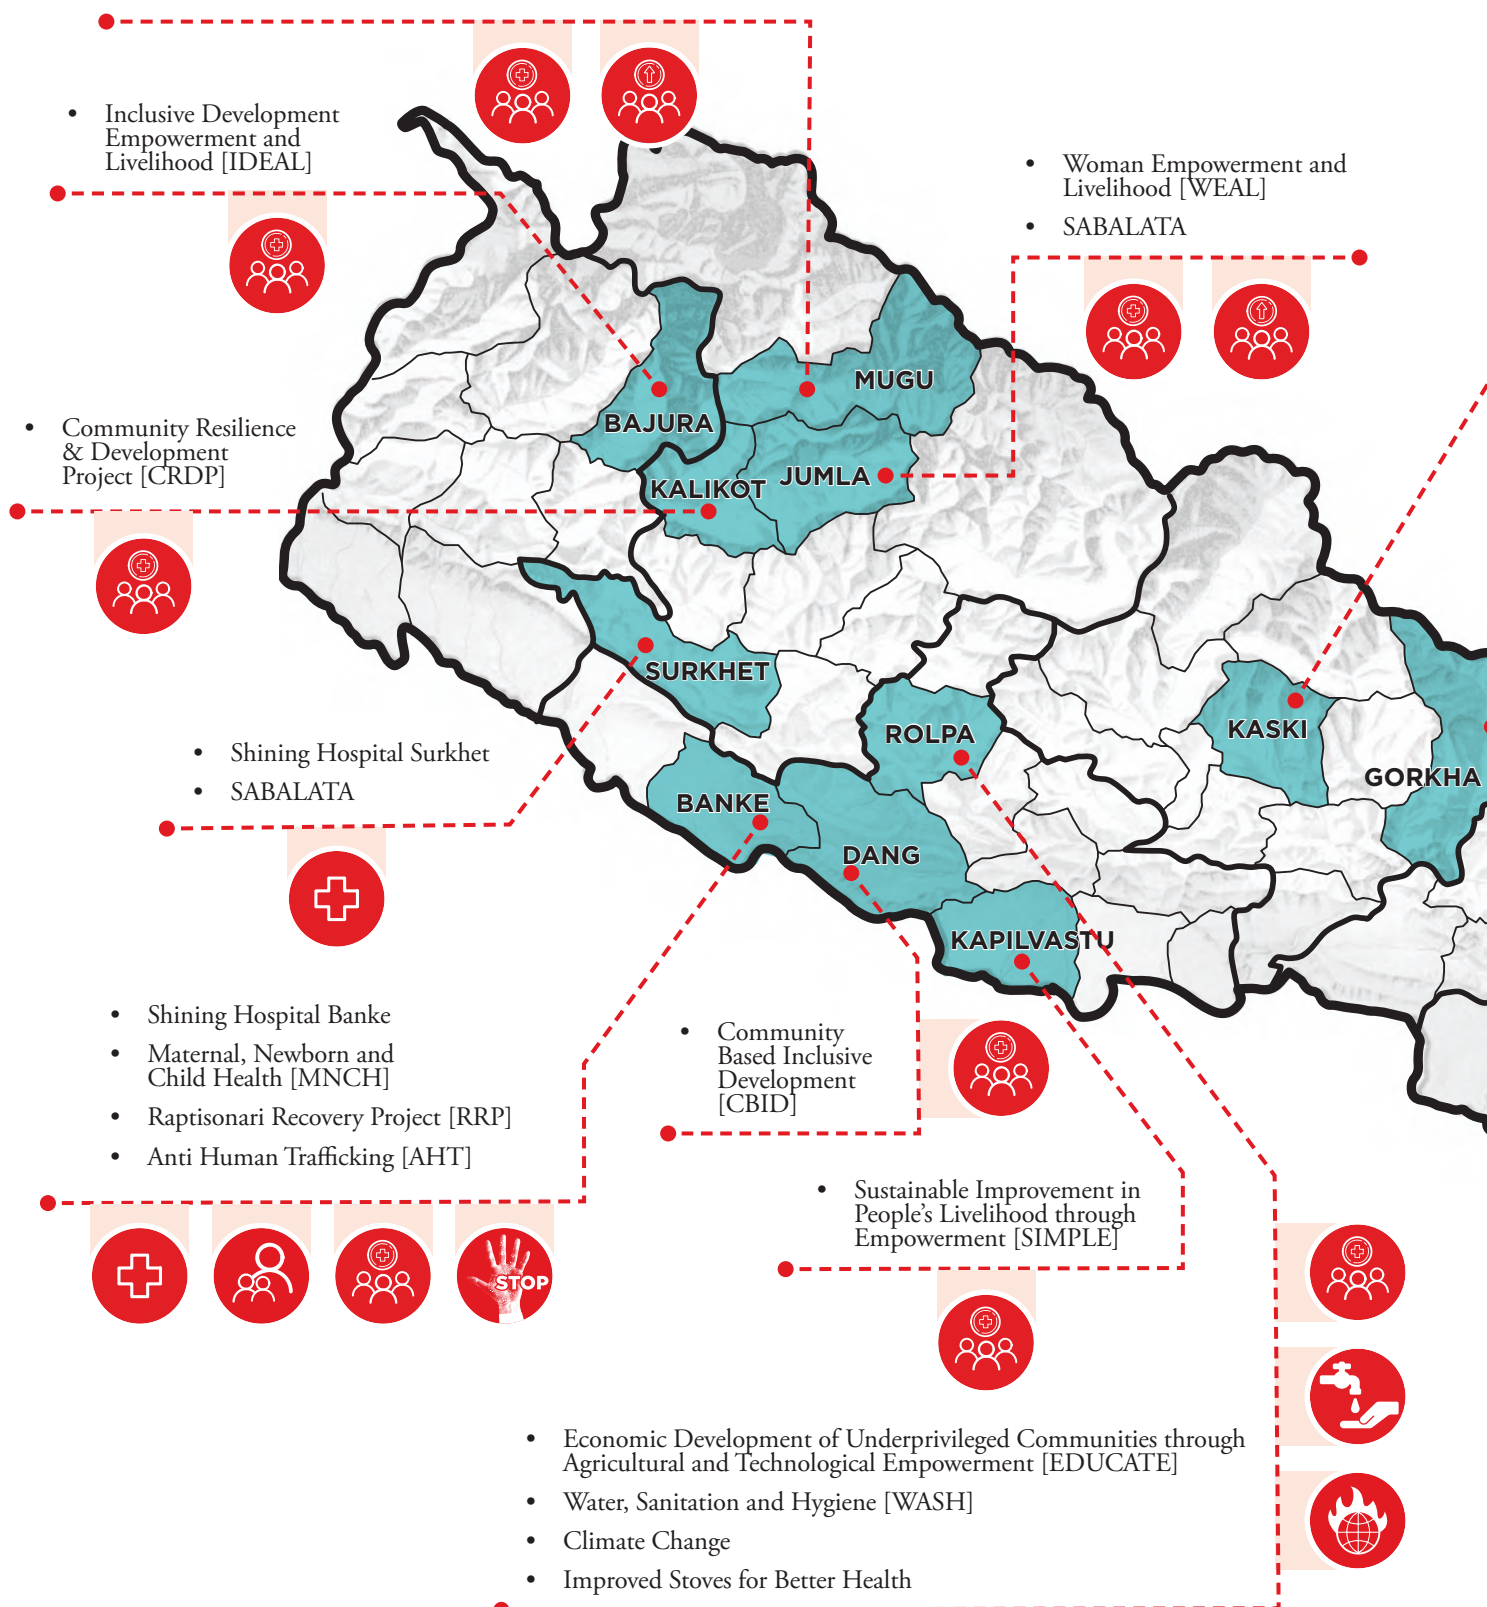 • Inclusive Development
Empowerment and
Livelihood [IDEAL]
• Woman Empowerment and
Livelihood [WEAL]
• SABALATA
• Community Resilience
& Development
Project [CRDP]
MUGU
BAJURA
JUMLA
KALIKOT
SURKHET
ROLPA
KASKI
GORKHA
BANKE
DANG
KAPILVASTU
• Shining Hospital Surkhet
• SABALATA
• Shining Hospital Banke
• Maternal, Newborn and
Child Health [MNCH]
• Raptisonari Recovery Project [RRP]
• Anti Human Trafficking [AHT]
STOP
• Community
Based Inclusive
Development
[CBID]
• Sustainable Improvement in
People's Livelihood through
Empowerment [SIMPLE]
• Economic Development of Underprivileged Communities through
Agricultural and Technological Empowerment [EDUCATE]
• Water, Sanitation and Hygiene [WASH]
• Climate Change
• Improved Stoves for Better Health